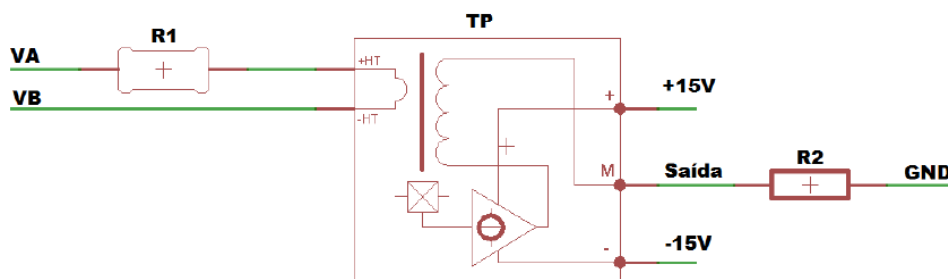 TP
R1
VA
+HT
VB
-HT
+
+15V
M
Saída
R2
GND
-
-15V